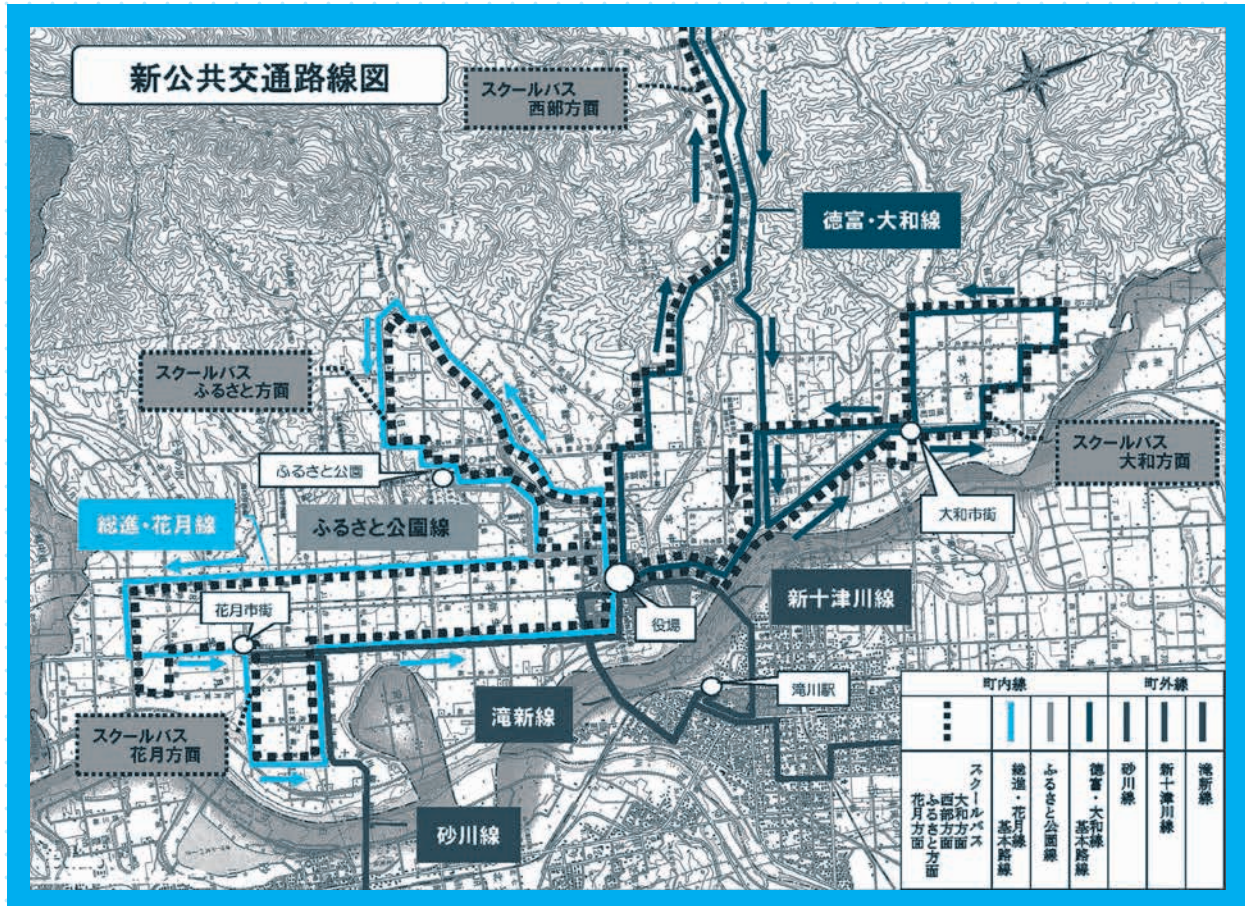 新公共交通路線図
スクールバス
西部方面
徳富・大和線
スクールバス
ふるさと方面
ふるさと公園
スクールバス
大和方面
大和市街
総進・花月線
ふるさと公園線
花月市街
役場
新十津川線
滝川駅
滝新線
スクールバス
花月方面
砂川線
町内線
町外線
滝新線
新十津川線
砂川線
徳富・大和線
基本路線
ふるさと公園線
総進・花月線
基本路線
スクールバス
大和方面
西部方面
ふるさと方面
花月方面